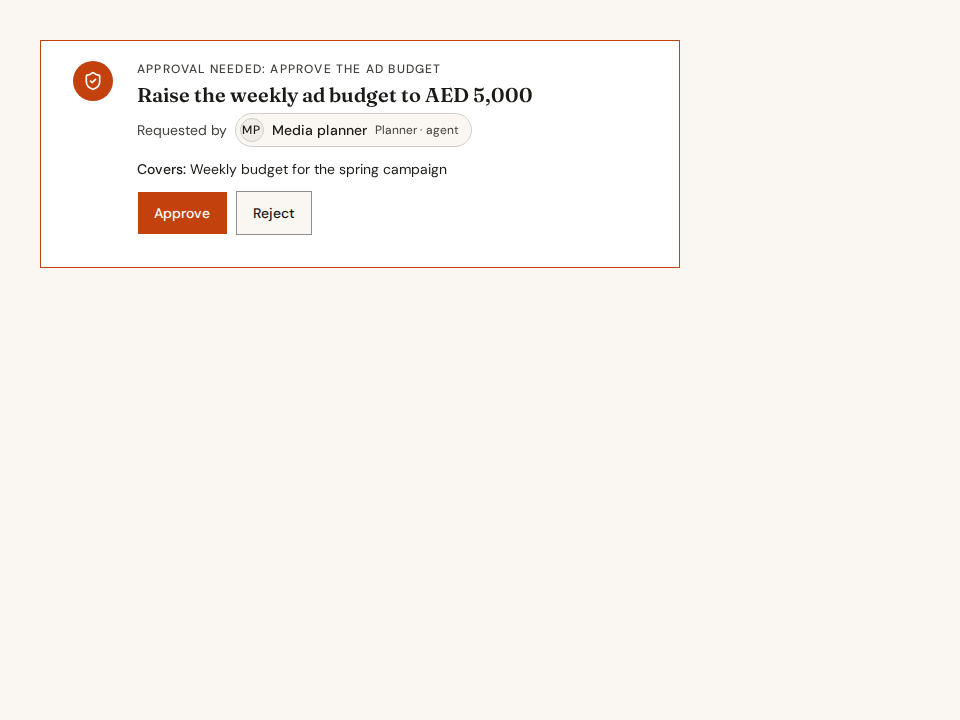 APPROVAL NEEDED: APPROVE THE AD BUDGET
Raise the weekly ad budget to AED 5,000
Requested by MP Media planner Planner · agent
Covers: Weekly budget for the spring campaign
Approve Reject